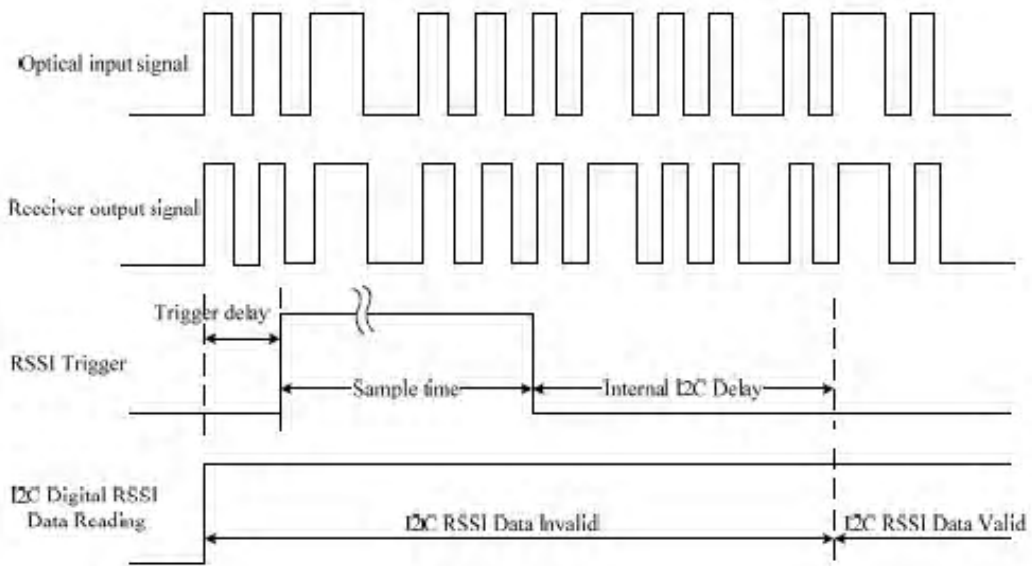 Optical input signal
Receiver output signal
Trigger delay
RSSI Trigger
Sample time
Internal I2C Delay
I2C Digital RSSI
Data Reading
I2C RSSI Data Invalid
I2C RSSI Data Valid